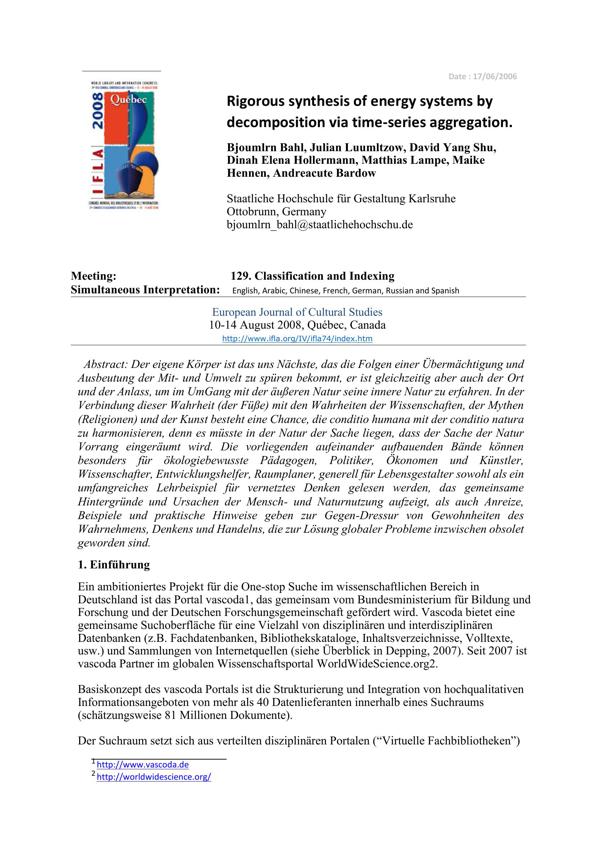 Date : 17/06/2006
WORLD LIBRARY AND INFORMATION CONGRESS:
Québec
IFLA 2008
Rigorous synthesis of energy systems by
decomposition via time-series aggregation.
Bjoumlrn Bahl, Julian Luumltzow, David Yang Shu,
Dinah Elena Hollermann, Matthias Lampe, Maike
Hennen, Andreacute Bardow
Staatliche Hochschule für Gestaltung Karlsruhe
Ottobrunn, Germany
bjoumlrn_bahl@staatlichehochschu.de
Meeting: 129. Classification and Indexing
Simultaneous Interpretation: English, Arabic, Chinese, French, German, Russian and Spanish
European Journal of Cultural Studies
10-14 August 2008, Québec, Canada
http://www.ifla.org/IV/ifla74/index.htm
Abstract: Der eigene Körper ist das uns Nächste, das die Folgen einer Übermächtigung und
Ausbeutung der Mit- und Umwelt zu spüren bekommt, er ist gleichzeitig aber auch der Ort
und der Anlass, um im UmGang mit der äußeren Natur seine innere Natur zu erfahren. In der
Verbindung dieser Wahrheit (der Füße) mit den Wahrheiten der Wissenschaften, der Mythen
(Religionen) und der Kunst besteht eine Chance, die conditio humana mit der conditio natura
zu harmonisieren, denn es müsste in der Natur der Sache liegen, dass der Sache der Natur
Vorrang eingeräumt wird. Die vorliegenden aufeinander aufbauenden Bände können
besonders für ökologiebewusste Pädagogen, Politiker, Ökonomen und Künstler,
Wissenschafter, Entwicklungshelfer, Raumplaner, generell für Lebensgestalter sowohl als ein
umfangreiches Lehrbeispiel für vernetztes Denken gelesen werden, das gemeinsame
Hintergründe und Ursachen der Mensch- und Naturnutzung aufzeigt, als auch Anreize,
Beispiele und praktische Hinweise geben zur Gegen-Dressur von Gewohnheiten des
Wahrnehmens, Denkens und Handelns, die zur Lösung globaler Probleme inzwischen obsolet
geworden sind.
1. Einführung
Ein ambitioniertes Projekt für die One-stop Suche im wissenschaftlichen Bereich in
Deutschland ist das Portal vascoda1, das gemeinsam vom Bundesministerium für Bildung und
Forschung und der Deutschen Forschungsgemeinschaft gefördert wird. Vascoda bietet eine
gemeinsame Suchoberfläche für eine Vielzahl von disziplinären und interdisziplinären
Datenbanken (z.B. Fachdatenbanken, Bibliothekskataloge, Inhaltsverzeichnisse, Volltexte,
usw.) und Sammlungen von Internetquellen (siehe Überblick in Depping, 2007). Seit 2007 ist
vascoda Partner im globalen Wissenschaftsportal WorldWideScience.org2.
Basiskonzept des vascoda Portals ist die Strukturierung und Integration von hochqualitativen
Informationsangeboten von mehr als 40 Datenlieferanten innerhalb eines Suchraums
(schätzungsweise 81 Millionen Dokumente).
Der Suchraum setzt sich aus verteilten disziplinären Portalen (“Virtuelle Fachbibliotheken”)
1 http://www.vascoda.de
2 http://worldwidescience.org/